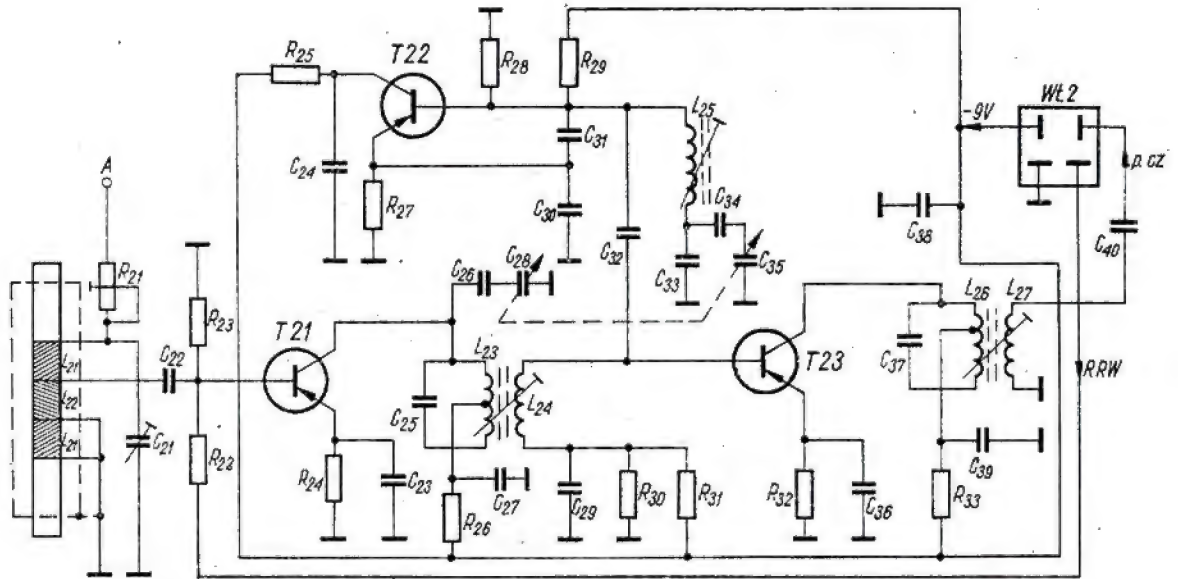 R28
R29
R25
T22
Wt.2
-9V
L25
C31
p.cz
A
C24
C34
R27
C30
C38
C40
C32
C33
C35
R21
C26
C28
L26
L27
R23
T21
L23
T23
L21
C22
C37
RRW
L22
L24
C25
C21
L21
R22
C39
R24
C23
C27
C29
R30
R31
R32
C36
R33
R26